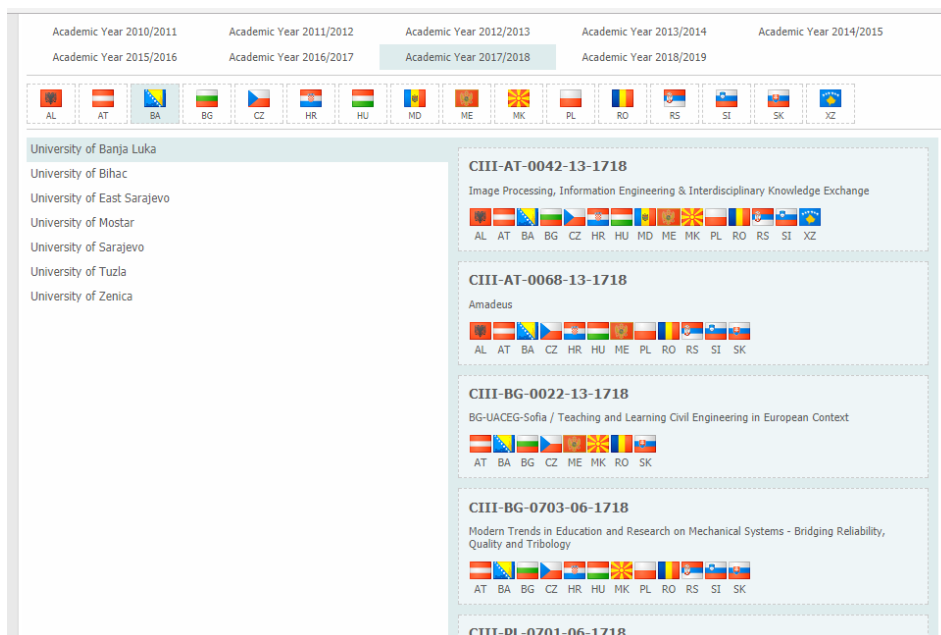 Academic Year 2010/2011 Academic Year 2011/2012 Academic Year 2012/2013 Academic Year 2013/2014 Academic Year 2014/2015
Academic Year 2015/2016 Academic Year 2016/2017 Academic Year 2017/2018 Academic Year 2018/2019
AL AT BA BG CZ HR HU MD ME MK PL RO RS SI SK XZ
University of Banja Luka
University of Bihac
University of East Sarajevo
University of Mostar
University of Sarajevo
University of Tuzla
University of Zenica
CIII-AT-0042-13-1718
Image Processing, Information Engineering & Interdisciplinary Knowledge Exchange
AL AT BA BG CZ HR HU MD ME MK PL RO RS SI XZ
CIII-AT-0068-13-1718
Amadeus
AL AT BA CZ HR HU ME PL RO RS SI SK
CIII-BG-0022-13-1718
BG-UACEG-Sofia / Teaching and Learning Civil Engineering in European Context
AT BA BG CZ ME MK RO SK
CIII-BG-0703-06-1718
Modern Trends in Education and Research on Mechanical Systems - Bridging Reliability,
Quality and Tribology
AT BA BG CZ HR HU MK PL RO RS SI SK
CIII-PL-0701-06-1718